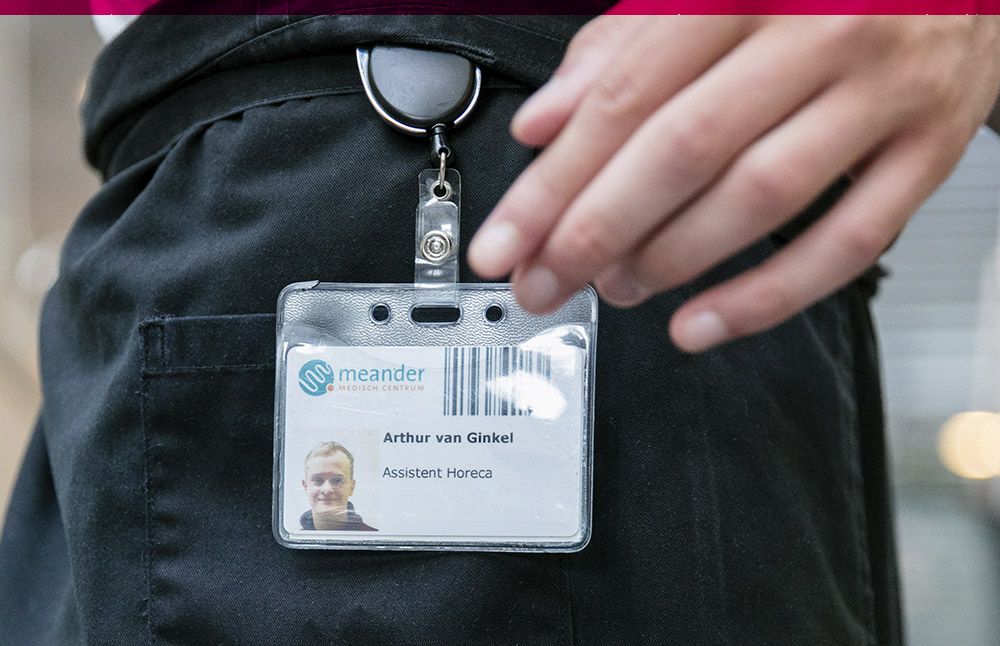 meander
MEDISCH CENTRUM
Arthur van Ginkel
Assistent Horeca